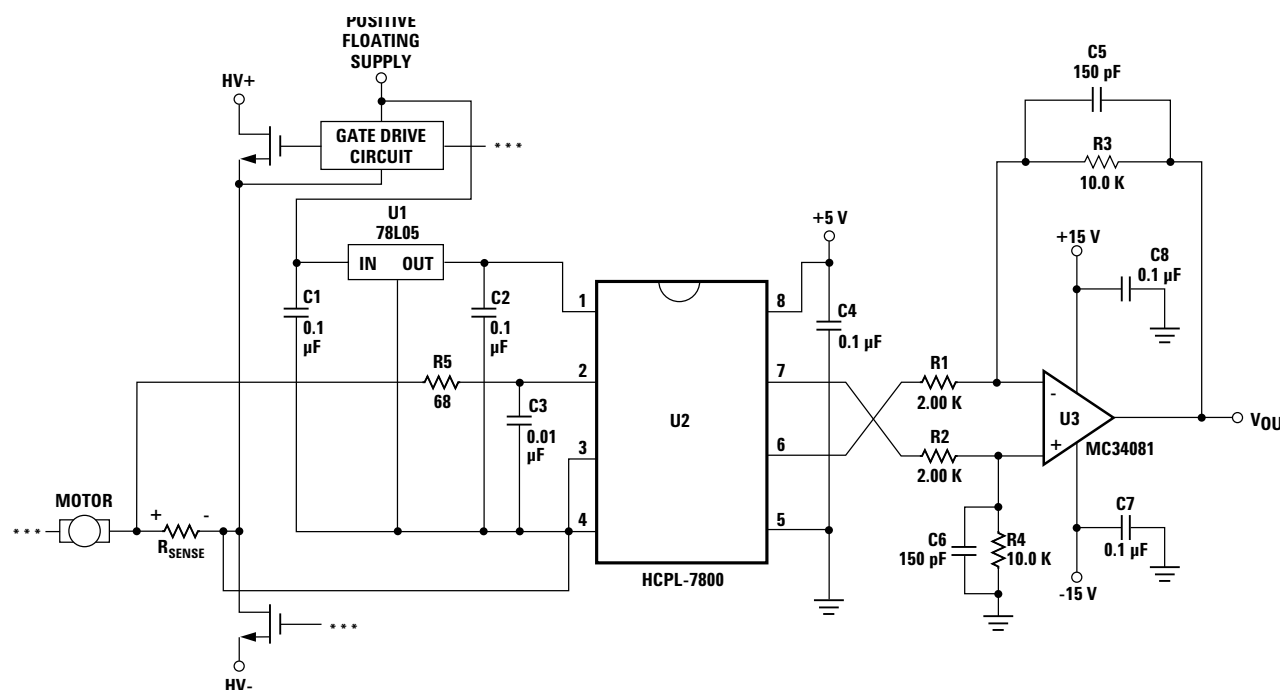 POSITIVE
FLOATING
SUPPLY
HV+
GATE DRIVE
CIRCUIT
***
C5
150 pF
R3
10.0 K
U1
78L05
IN OUT
+5 V
+15 V
C8
0.1 µF
C1
0.1
µF
C2
0.1
µF
1
8
C4
0.1 µF
R5
68
2
7
R1
2.00 K
C3
0.01
µF
U2
-
U3
+
MC34081
VOU
3
6
R2
2.00 K
MOTOR
***
+ -
RSENSE
4
5
HCPL-7800
C6
150 pF
R4
10.0 K
C7
0.1 µF
-15 V
***
HV-